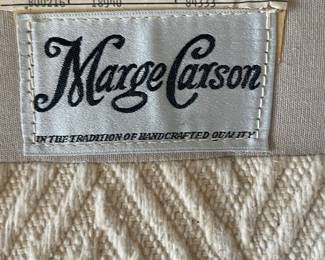 Marge Carson
IN THE TRADITION OF HANDCRAFTED QUALITY